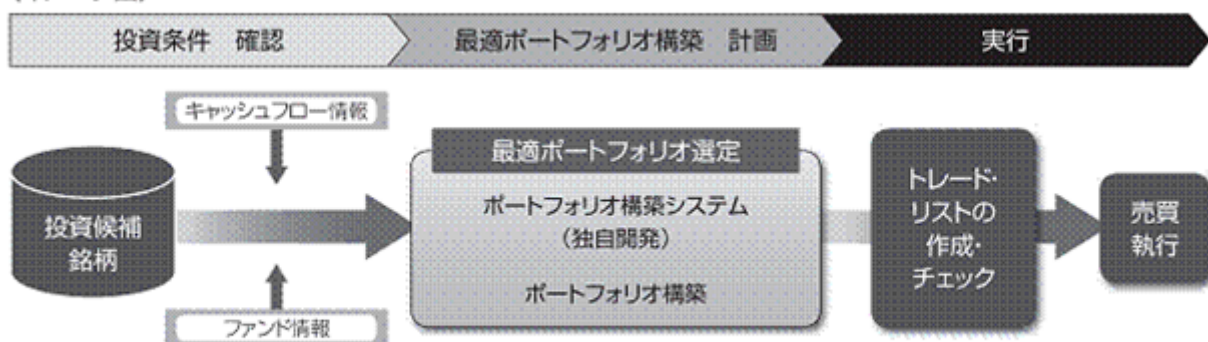 投資条件 確認
最適ポートフォリオ構築 計画
実行
キャッシュフロー情報
投資候補
銘柄
ファンド情報
最適ポートフォリオ選定
ポートフォリオ構築システム
(独自開発)
ポートフォリオ構築
トレード・
リストの
作成・
チェック
売買
執行